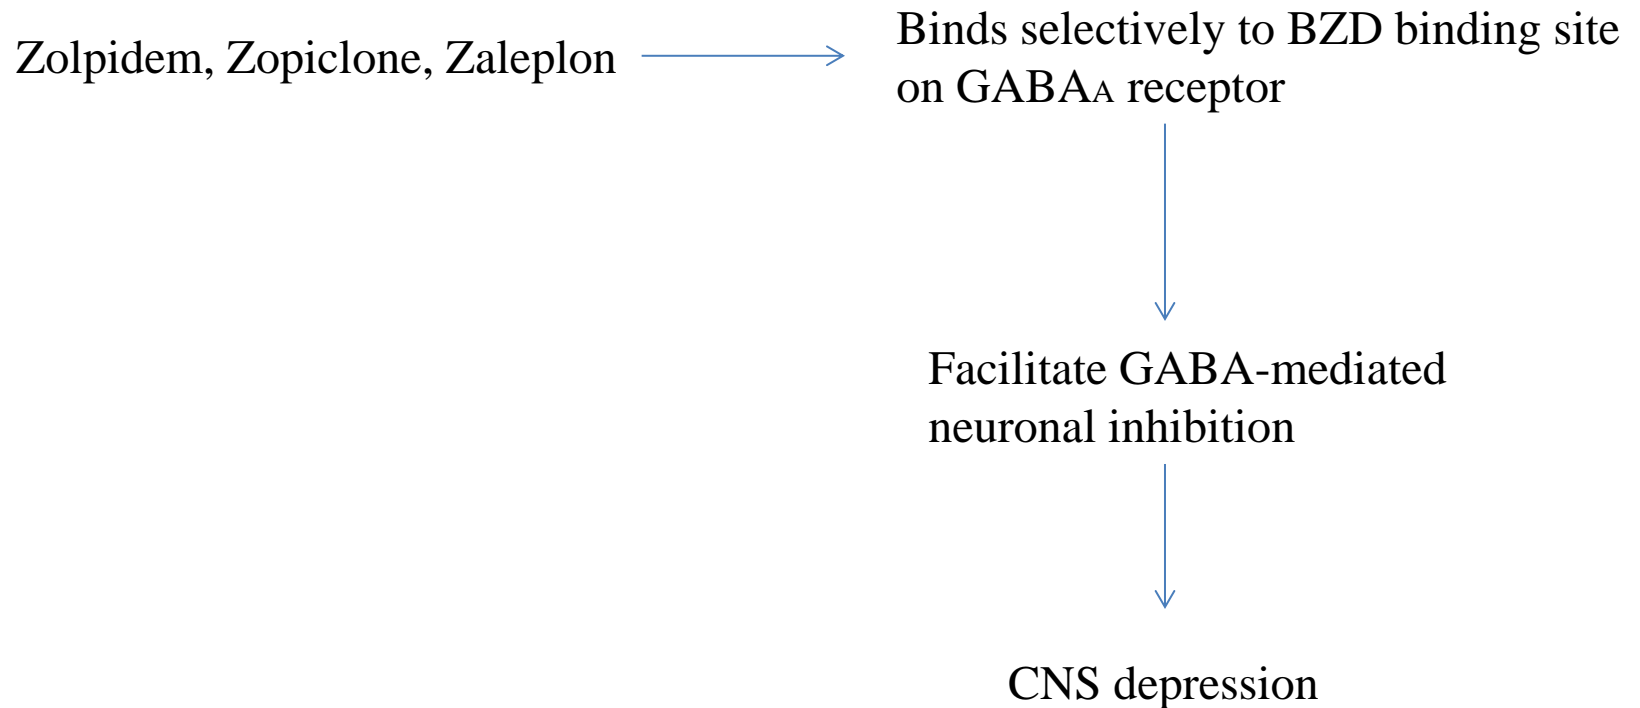 Zolpidem, Zopiclone, Zaleplon
Binds selectively to BZD binding site
on GABAA receptor
Facilitate GABA-mediated
neuronal inhibition
CNS depression